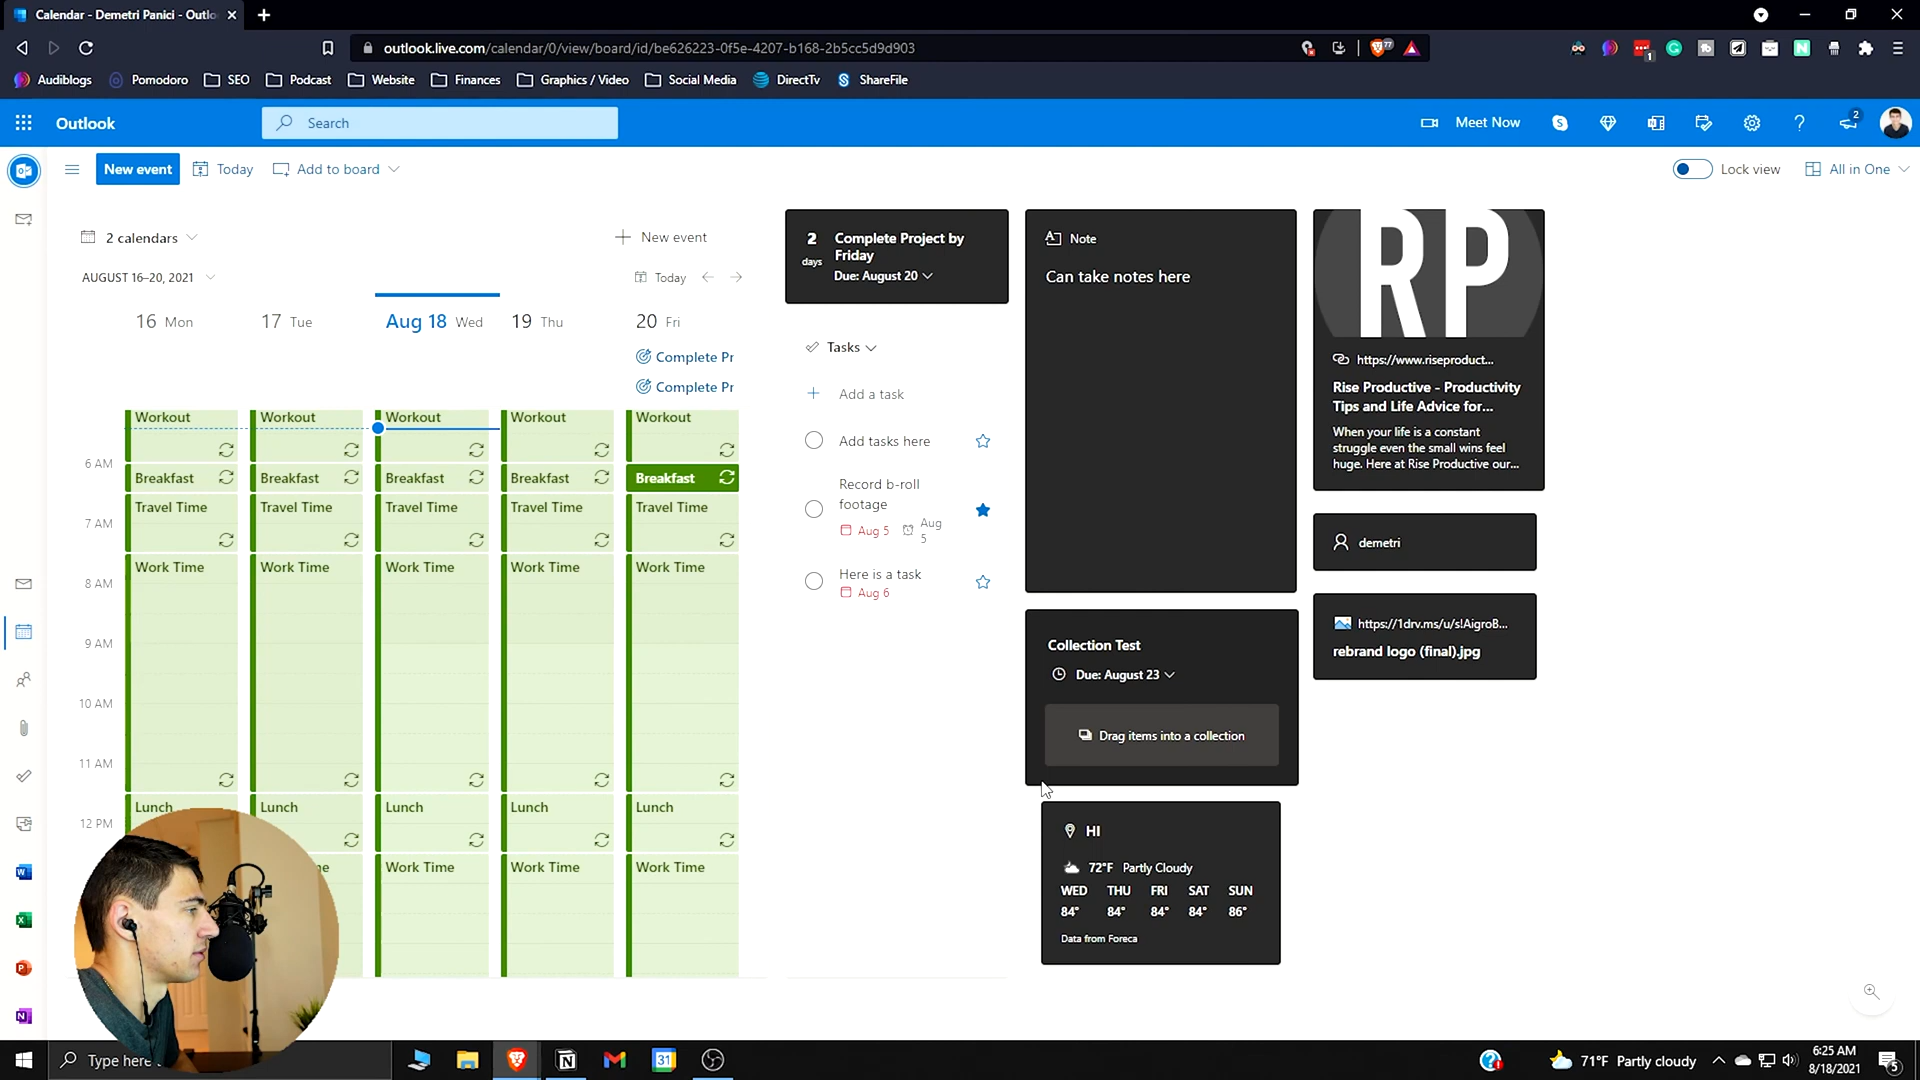 Calendar - Demetri Panici - Outlo
outlook.live.com/calendar/0/view/board/id/be626223-0f5e-4207-b168-2b5cc5d9d903
77
1
Audiblogs
Pomodoro
SEO
Podcast
Website
Finances
Graphics / Video
Social Media
DirectTv
ShareFile
Outlook
Search
Meet Now
2
New event
Today
Add to board
Lock view
All in One
2 calendars
New event
AUGUST 16–20, 2021
Today
16 Mon
17 Tue
Aug 18 Wed
19 Thu
20 Fri
Complete Pr
Complete Pr
Workout
Workout
Workout
Workout
Workout
6 AM
Breakfast
Breakfast
Breakfast
Breakfast
Breakfast
Travel Time
Travel Time
Travel Time
Travel Time
Travel Time
7 AM
Work Time
Work Time
Work Time
Work Time
Work Time
8 AM
9 AM
10 AM
11 AM
Lunch
Lunch
Lunch
Lunch
Lunch
12 PM
ne
Work Time
Work Time
Work Time
2
days
Complete Project by
Friday
Due: August 20
Tasks
Add a task
Add tasks here
Record b-roll
footage
Aug 5
Aug
5
Here is a task
Aug 6
Note
Can take notes here
Collection Test
Due: August 23
Drag items into a collection
HI
72°F Partly Cloudy
WED THU FRI SAT SUN
84° 84° 84° 84° 86°
Data from Foreca
RP
https://www.riseproduct...
Rise Productive - Productivity
Tips and Life Advice for...
When your life is a constant
struggle even the small wins feel
huge. Here at Rise Productive our...
demetri
https://1drv.ms/u/s!AigroB...
rebrand logo (final).jpg
Type here
31
71°F Partly cloudy
6:25 AM
8/18/2021
5